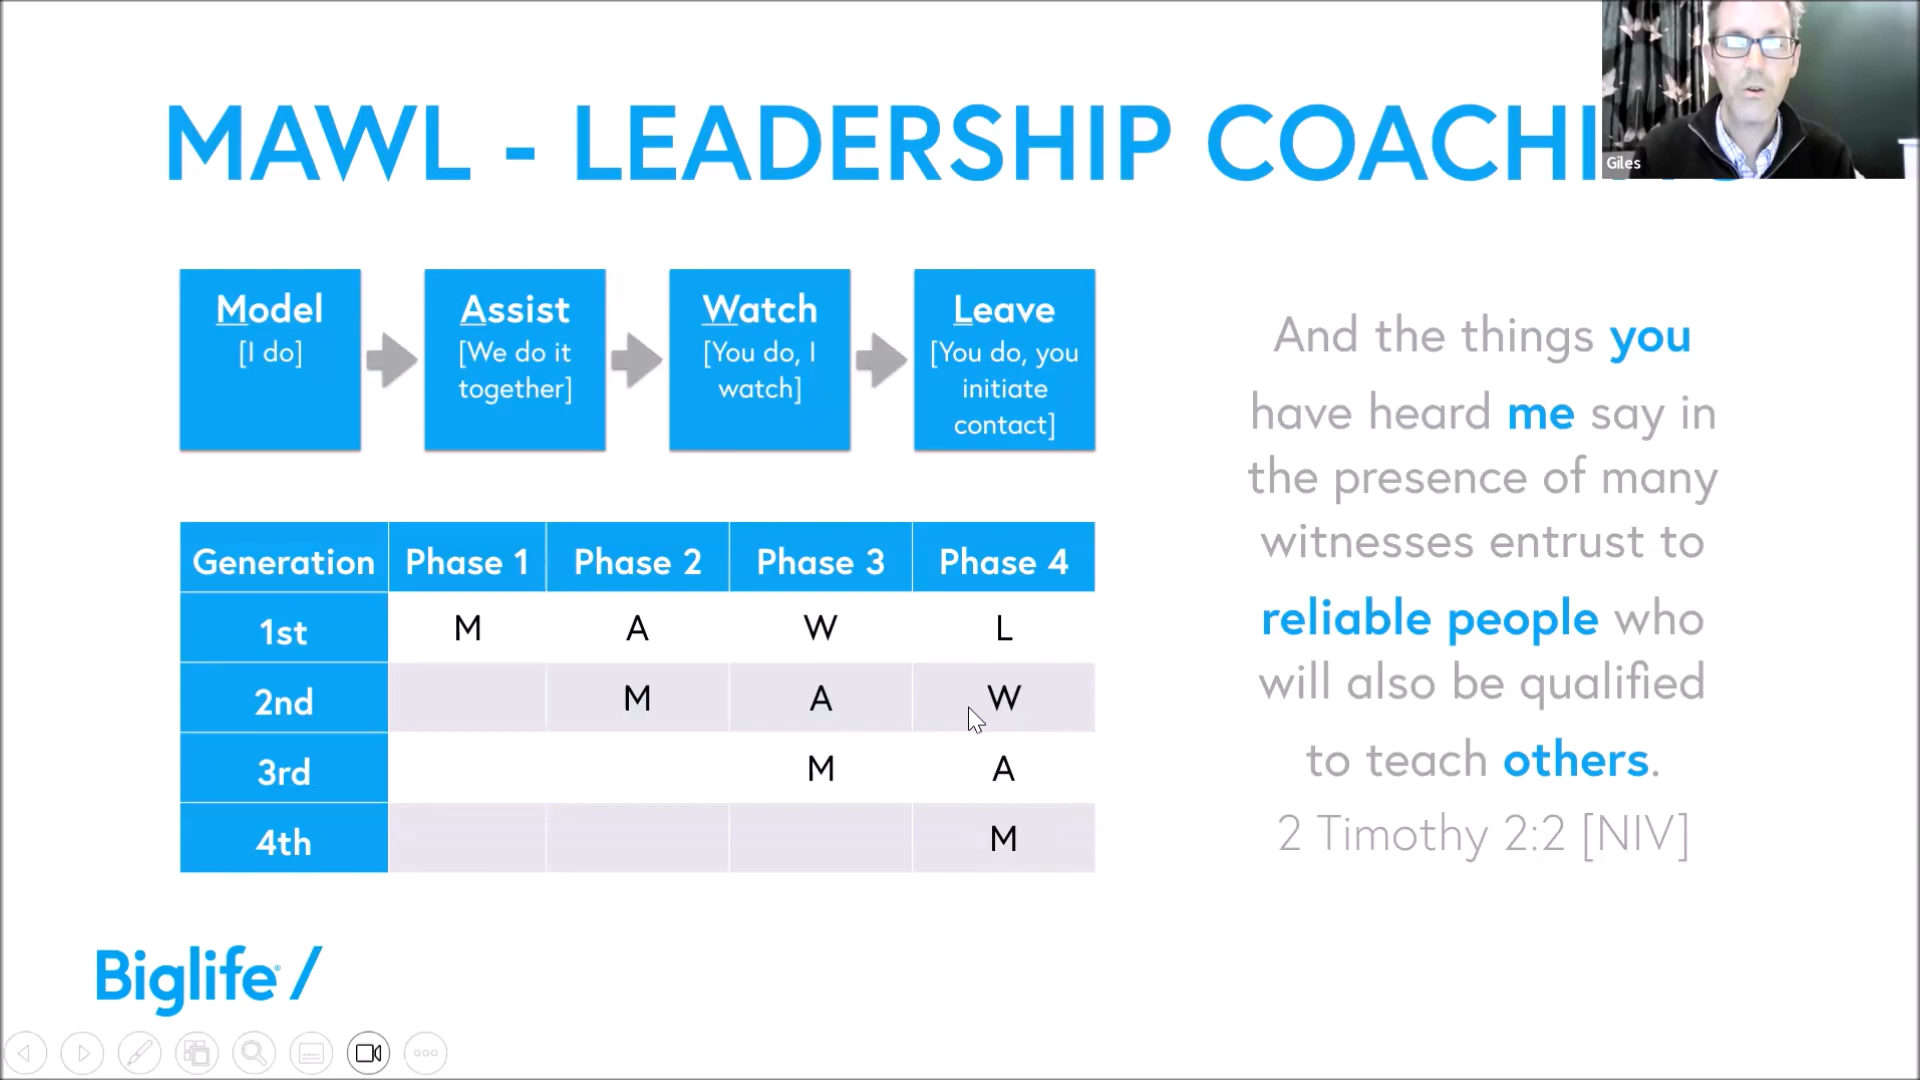 MAWL - LEADERSHIP COACHI
Giles
Model
[I do]
Assist
[We do it
together]
Watch
[You do, I
watch]
Leave
[You do, you
initiate
contact]
Generation Phase 1 Phase 2 Phase 3 Phase 4
1st M A W L
2nd M A W
3rd M A
4th M
And the things you
have heard me say in
the presence of many
witnesses entrust to
reliable people who
will also be qualified
to teach others.
2 Timothy 2:2 [NIV]
Biglife® /